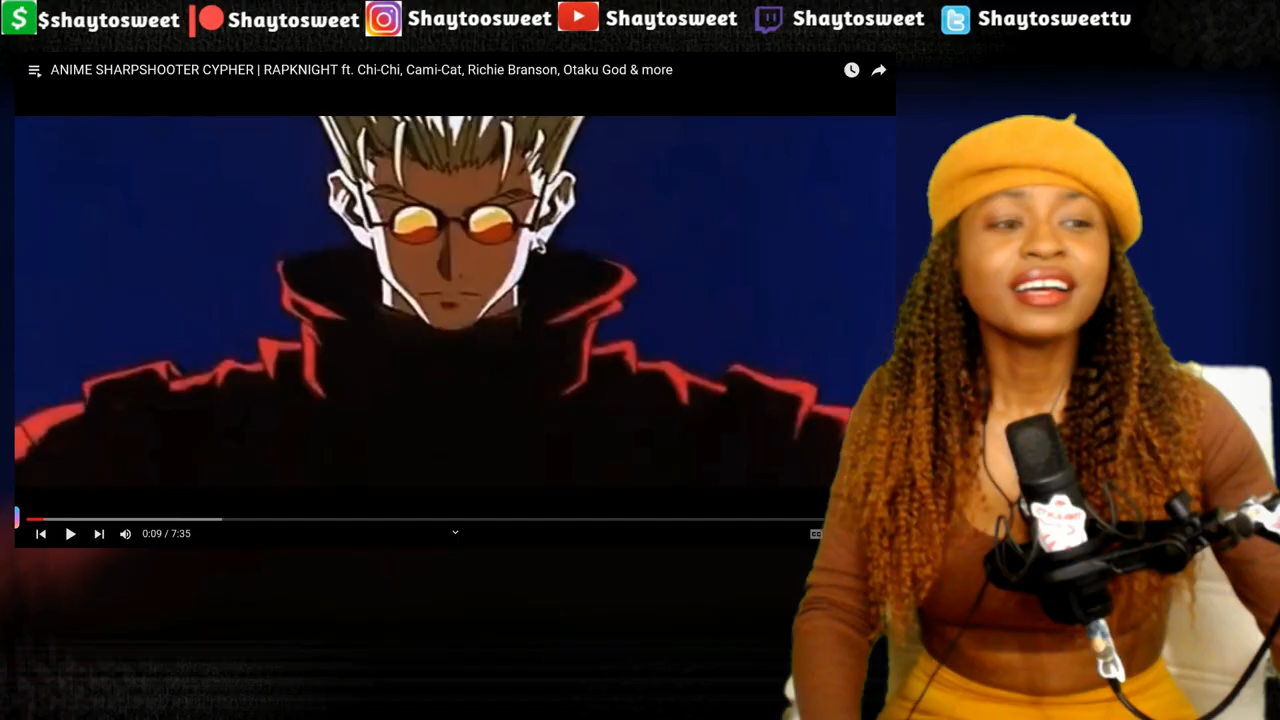 $shaytosweet Shaytosweet Shaytoosweet Shaytosweet Shaytosweet Shaytosweettv
ANIME SHARPSHOOTER CYPHER | RAPKNIGHT ft. Chi-Chi, Cami-Cat, Richie Branson, Otaku God & more
0:09 / 7:35